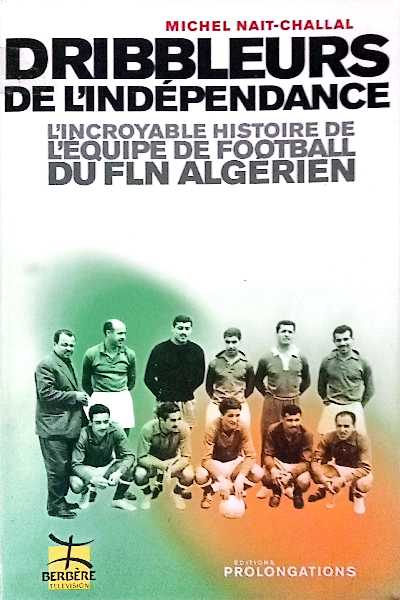 MICHEL NAIT-CHALLAL
DRIBBLEURS
DE L'INDÉPENDANCE
L'INCROYABLE HISTOIRE DE
L'ÉQUIPE DE FOOTBALL
DU FLN ALGÉRIEN
BERBÈRE
TÉLÉVISION
ÉDITIONS
PROLONGATIONS